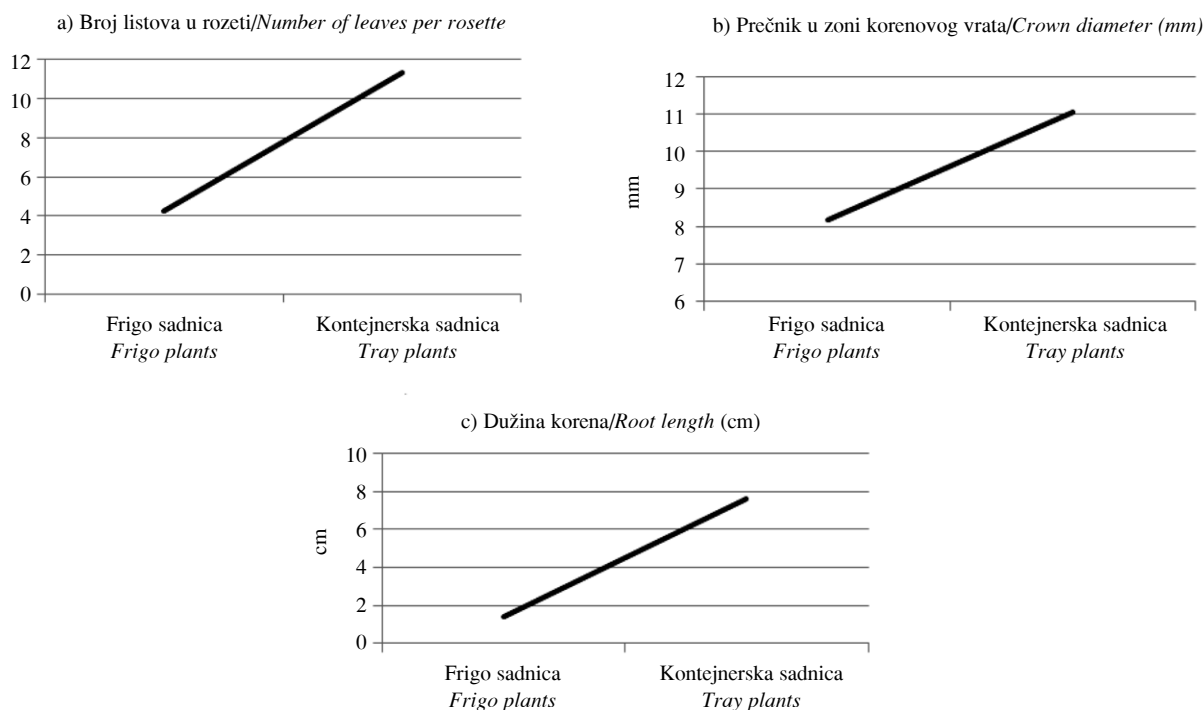 a) Broj listova u rozeti/Number of leaves per rosette
12
10
8
6
4
2
0
Frigo sadnica
Frigo plants
Kontejnerska sadnica
Tray plants
b) Prečnik u zoni korenovog vrata/Crown diameter (mm)
mm
12
11
10
9
8
7
6
Frigo sadnica
Frigo plants
Kontejnerska sadnica
Tray plants
c) Dužina korena/Root length (cm)
cm
10
8
6
4
2
0
Frigo sadnica
Frigo plants
Kontejnerska sadnica
Tray plants